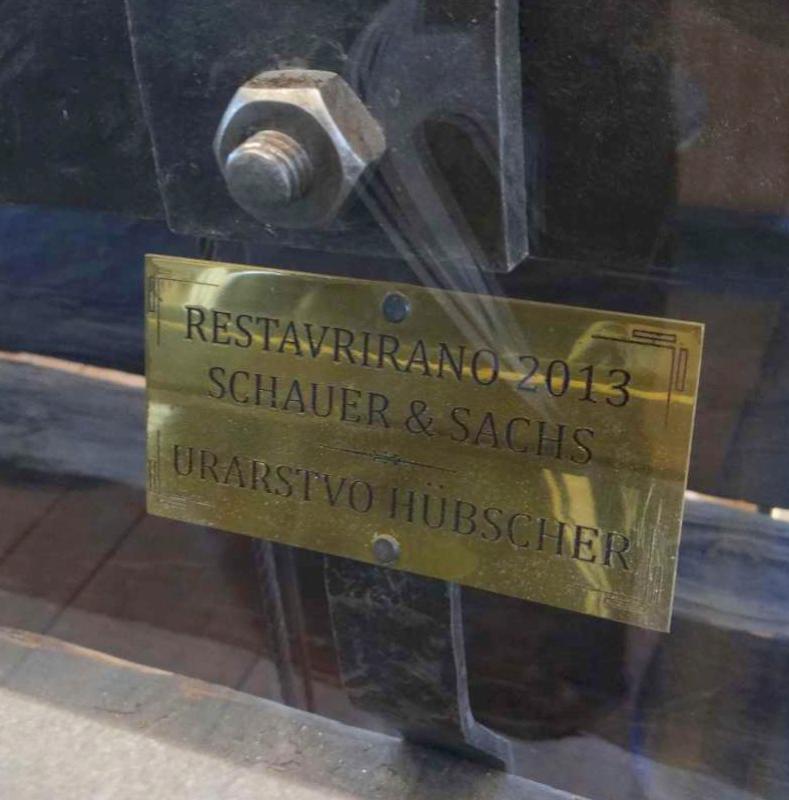 RESTAVRIRANO 2013
SCHAUER & SACHS
URARSTVO HÜBSCHER